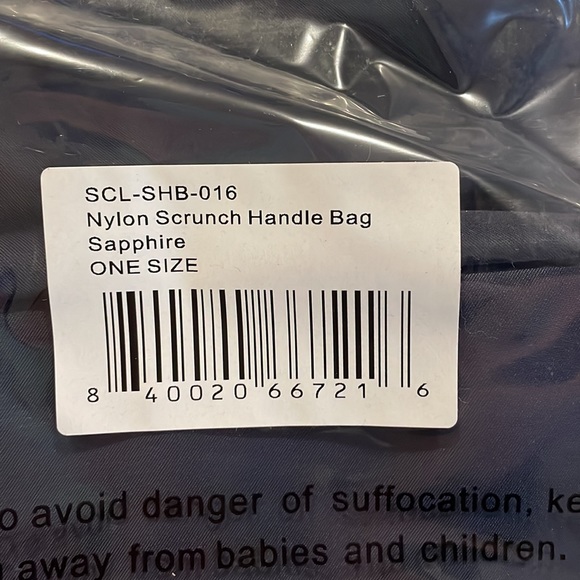 SCL-SHB-016
Nylon Scrunch Handle Bag
Sapphire
ONE SIZE
8 40020 66721 6
o avoid danger of suffocation, ke
away from babies and children.